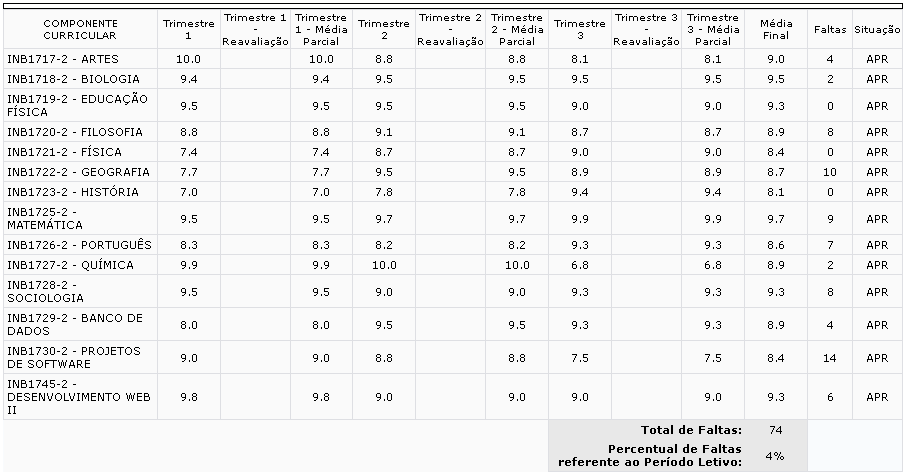 COMPONENTE CURRICULAR Trimestre 1 Trimestre 1 - Reavaliação Trimestre 1 - Média Parcial Trimestre 2 Trimestre 2 - Reavaliação Trimestre 2 - Média Parcial Trimestre 3 Trimestre 3 - Reavaliação Trimestre 3 - Média Parcial Média Final Faltas Situação
INB1717-2 - ARTES 10.0 10.0 8.8 8.8 8.1 8.1 9.0 4 APR
INB1718-2 - BIOLOGIA 9.4 9.4 9.5 9.5 9.5 9.5 9.5 2 APR
INB1719-2 - EDUCAÇÃO FÍSICA 9.5 9.5 9.5 9.5 9.0 9.0 9.3 0 APR
INB1720-2 - FILOSOFIA 8.8 8.8 9.1 9.1 8.7 8.7 8.9 8 APR
INB1721-2 - FÍSICA 7.4 7.4 8.7 8.7 9.0 9.0 8.4 0 APR
INB1722-2 - GEOGRAFIA 7.7 7.7 9.5 9.5 8.9 8.9 8.7 10 APR
INB1723-2 - HISTÓRIA 7.0 7.0 7.8 7.8 9.4 9.4 8.1 0 APR
INB1725-2 - MATEMÁTICA 9.5 9.5 9.7 9.7 9.9 9.9 9.7 9 APR
INB1726-2 - PORTUGUÊS 8.3 8.3 8.2 8.2 9.3 9.3 8.6 7 APR
INB1727-2 - QUÍMICA 9.9 9.9 10.0 10.0 6.8 6.8 8.9 2 APR
INB1728-2 - SOCIOLOGIA 9.5 9.5 9.0 9.0 9.3 9.3 9.3 8 APR
INB1729-2 - BANCO DE DADOS 8.0 8.0 9.5 9.5 9.3 9.3 8.9 4 APR
INB1730-2 - PROJETOS DE SOFTWARE 9.0 9.0 8.8 8.8 7.5 7.5 8.4 14 APR
INB1745-2 - DESENVOLVIMENTO WEB II 9.8 9.8 9.0 9.0 9.0 9.0 9.3 6 APR
Total de Faltas: 74
Percentual de Faltas referente ao Período Letivo: 4%